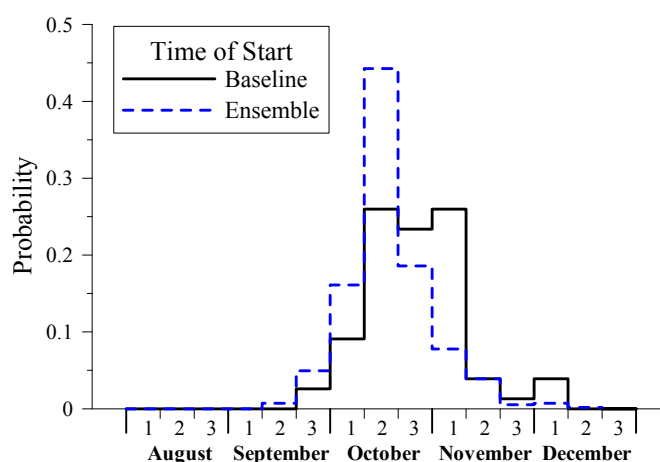 0.5
Time of Start
Baseline
Ensemble
0.4
0.3
0.2
0.1
0
Probability
1 2 3 1 2 3 1 2 3 1 2 3 1 2 3
August September October November December